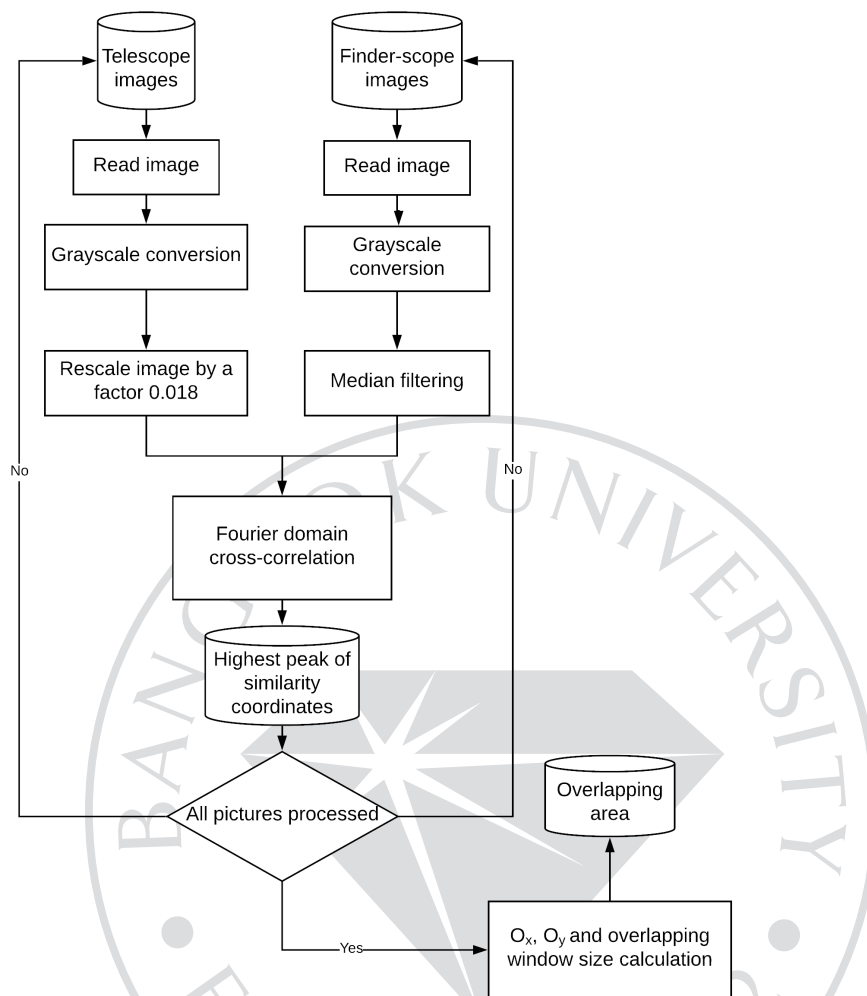 Telescope
images
Finder-scope
images
Read image
Read image
Grayscale conversion
Grayscale
conversion
Rescale image by a
factor 0.018
Median filtering
No
No
Fourier domain
cross-correlation
Highest peak of
similarity
coordinates
All pictures processed
Overlapping
area
Yes
Ox, Oy and overlapping
window size calculation
BANGKOK UNIVERSITY